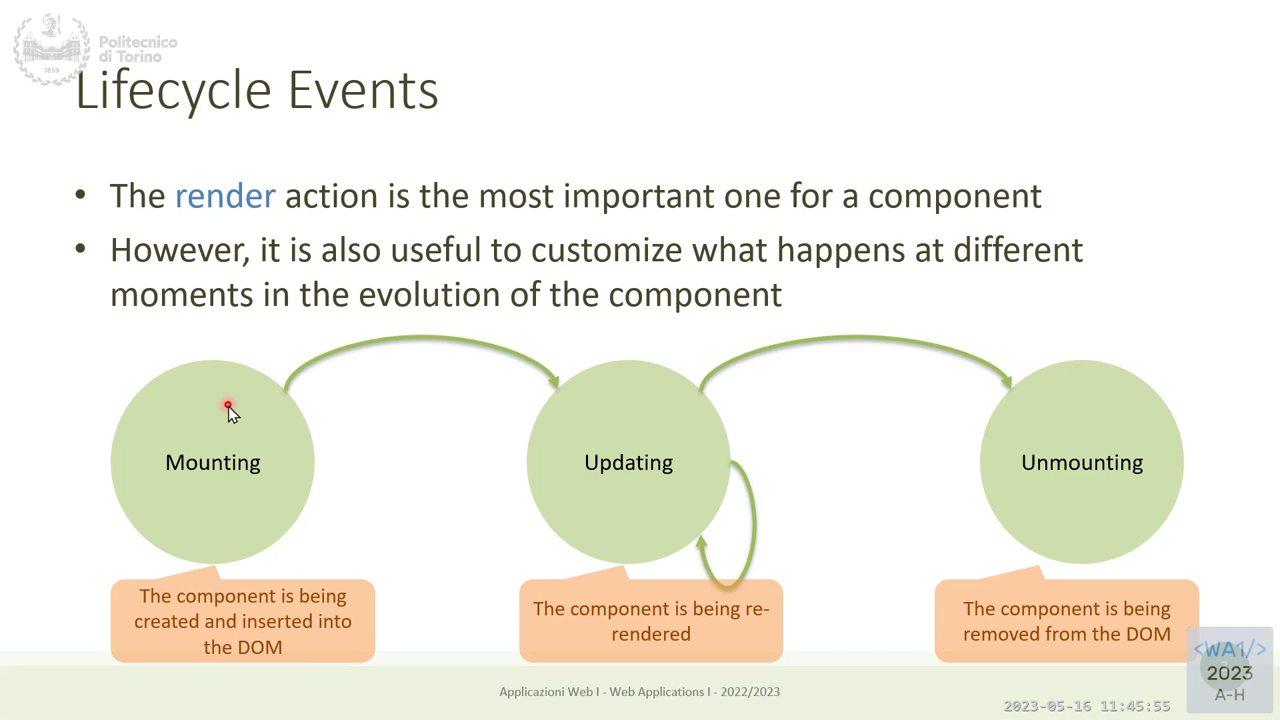 Politecnico
di Torino
1859
Lifecycle Events
• The render action is the most important one for a component
• However, it is also useful to customize what happens at different
moments in the evolution of the component
Mounting
Updating
Unmounting
The component is being
created and inserted into
the DOM
The component is being re-
rendered
The component is being
removed from the DOM
Applicazioni Web I - Web Applications I - 2022/2023
<WA1/>
2023
A-H
2023-05-16 11:45:55